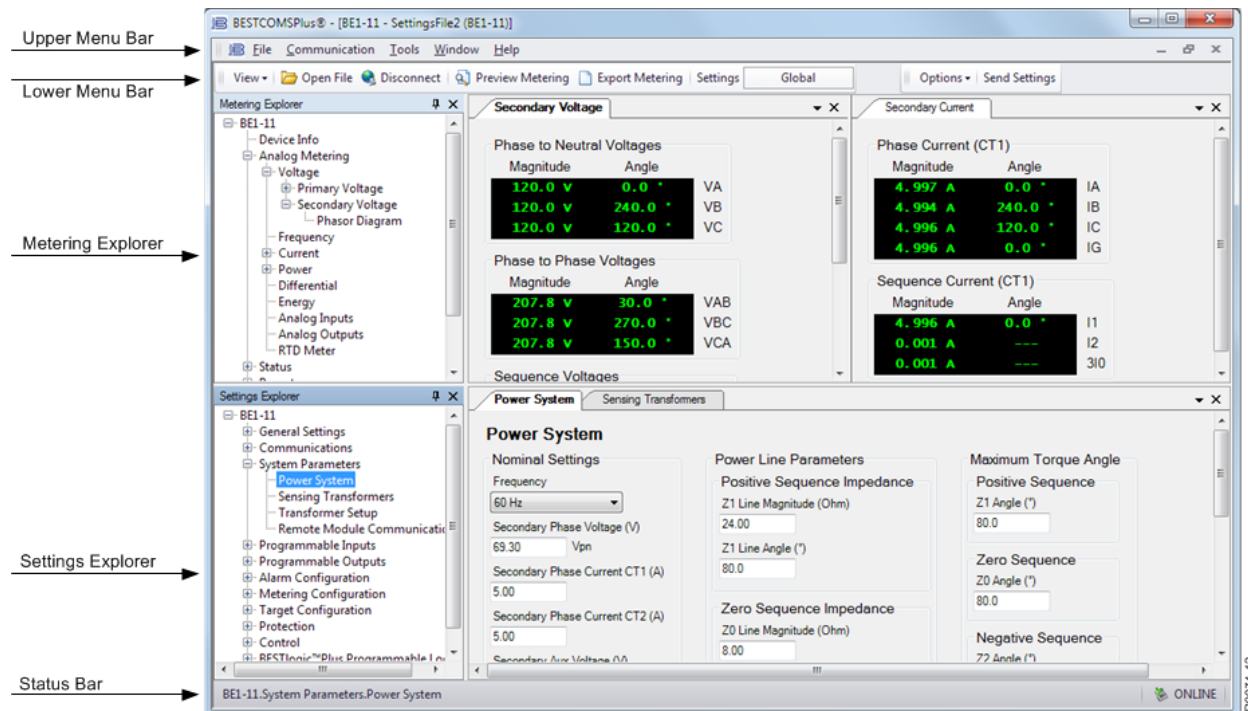 BESTCOMSPlus® - [BE1-11 - SettingsFile2 (BE1-11)]
Upper Menu Bar
File Communication Tools Window Help
Lower Menu Bar
View Open File Disconnect Preview Metering Export Metering Settings Global Options Send Settings
Metering Explorer
Metering Explorer
BE1-11
Device Info
Analog Metering
Voltage
Primary Voltage
Secondary Voltage
Phasor Diagram
Frequency
Current
Power
Differential
Energy
Analog Inputs
Analog Outputs
RTD Meter
Status
Secondary Voltage
Phase to Neutral Voltages
Magnitude Angle
120.0 V 0.0 ° VA
120.0 V 240.0 ° VB
120.0 V 120.0 ° VC
Phase to Phase Voltages
Magnitude Angle
207.8 V 30.0 ° VAB
207.8 V 270.0 ° VBC
207.8 V 150.0 ° VCA
Sequence Voltages
Secondary Current
Phase Current (CT1)
Magnitude Angle
4.997 A 0.0 ° IA
4.994 A 240.0 ° IB
4.996 A 120.0 ° IC
4.996 A 0.0 ° IG
Sequence Current (CT1)
Magnitude Angle
4.996 A 0.0 ° I1
0.001 A --- I2
0.001 A --- 3I0
Settings Explorer
Settings Explorer
BE1-11
General Settings
Communications
System Parameters
Power System
Sensing Transformers
Transformer Setup
Remote Module Communicatic
Programmable Inputs
Programmable Outputs
Alarm Configuration
Metering Configuration
Target Configuration
Protection
Control
BESTlogic™Plus Programmable Lo
Power System Sensing Transformers
Power System
Nominal Settings
Frequency
60 Hz
Secondary Phase Voltage (V)
69.30 Vpn
Secondary Phase Current CT1 (A)
5.00
Secondary Phase Current CT2 (A)
5.00
Secondary Aux Voltage (V)
Power Line Parameters
Positive Sequence Impedance
Z1 Line Magnitude (Ohm)
24.00
Z1 Line Angle (°)
80.0
Zero Sequence Impedance
Z0 Line Magnitude (Ohm)
8.00
Maximum Torque Angle
Positive Sequence
Z1 Angle (°)
80.0
Zero Sequence
Z0 Angle (°)
80.0
Negative Sequence
Z2 Angle (°)
Status Bar
BE1-11.System Parameters.Power System
ONLINE